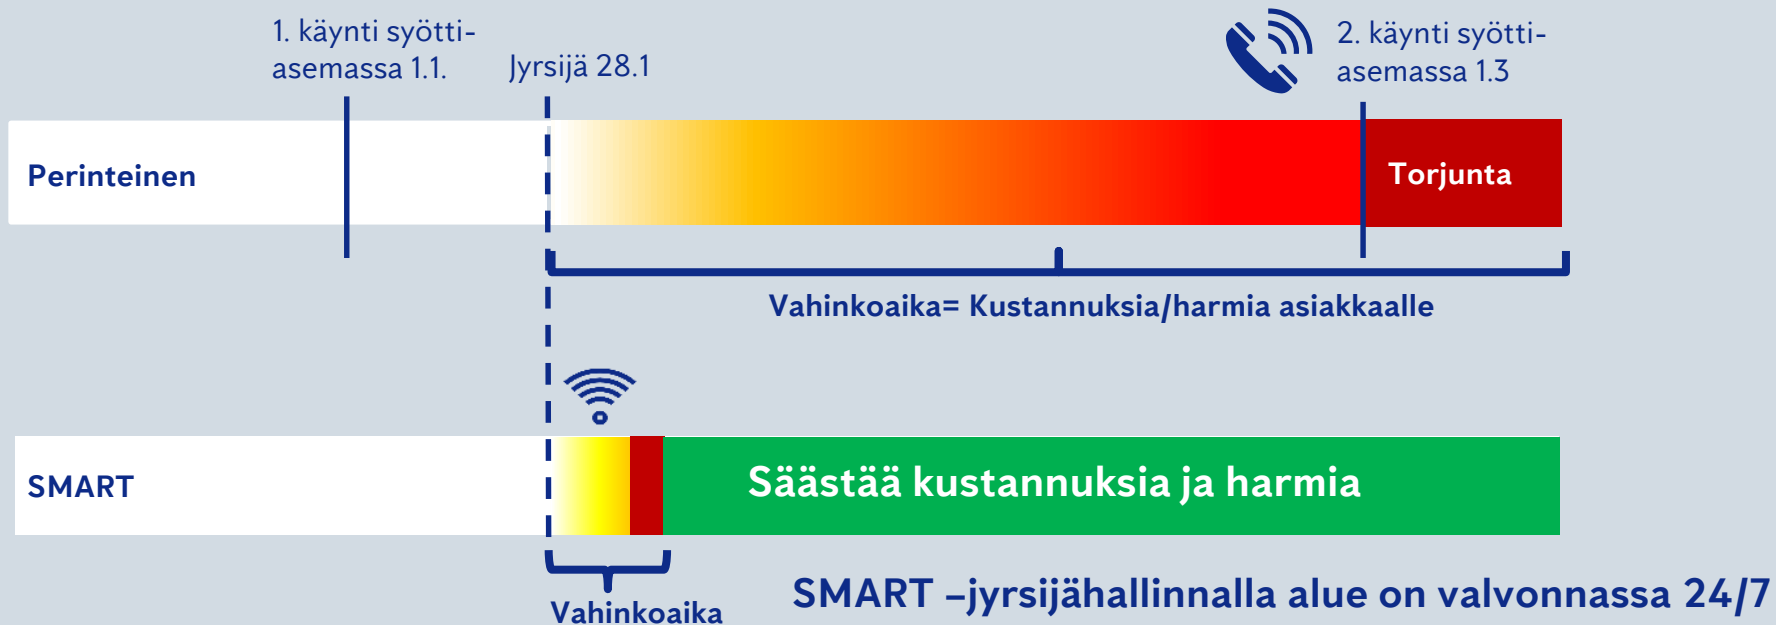 1. käynti syötti-
asemassa 1.1.
Jyrsijä 28.1
2. käynti syötti-
asemassa 1.3
Perinteinen
Torjunta
Vahinkoaika= Kustannuksia/harmia asiakkaalle
SMART
Säästää kustannuksia ja harmia
Vahinkoaika
SMART –jyrsijähallinnalla alue on valvonnassa 24/7